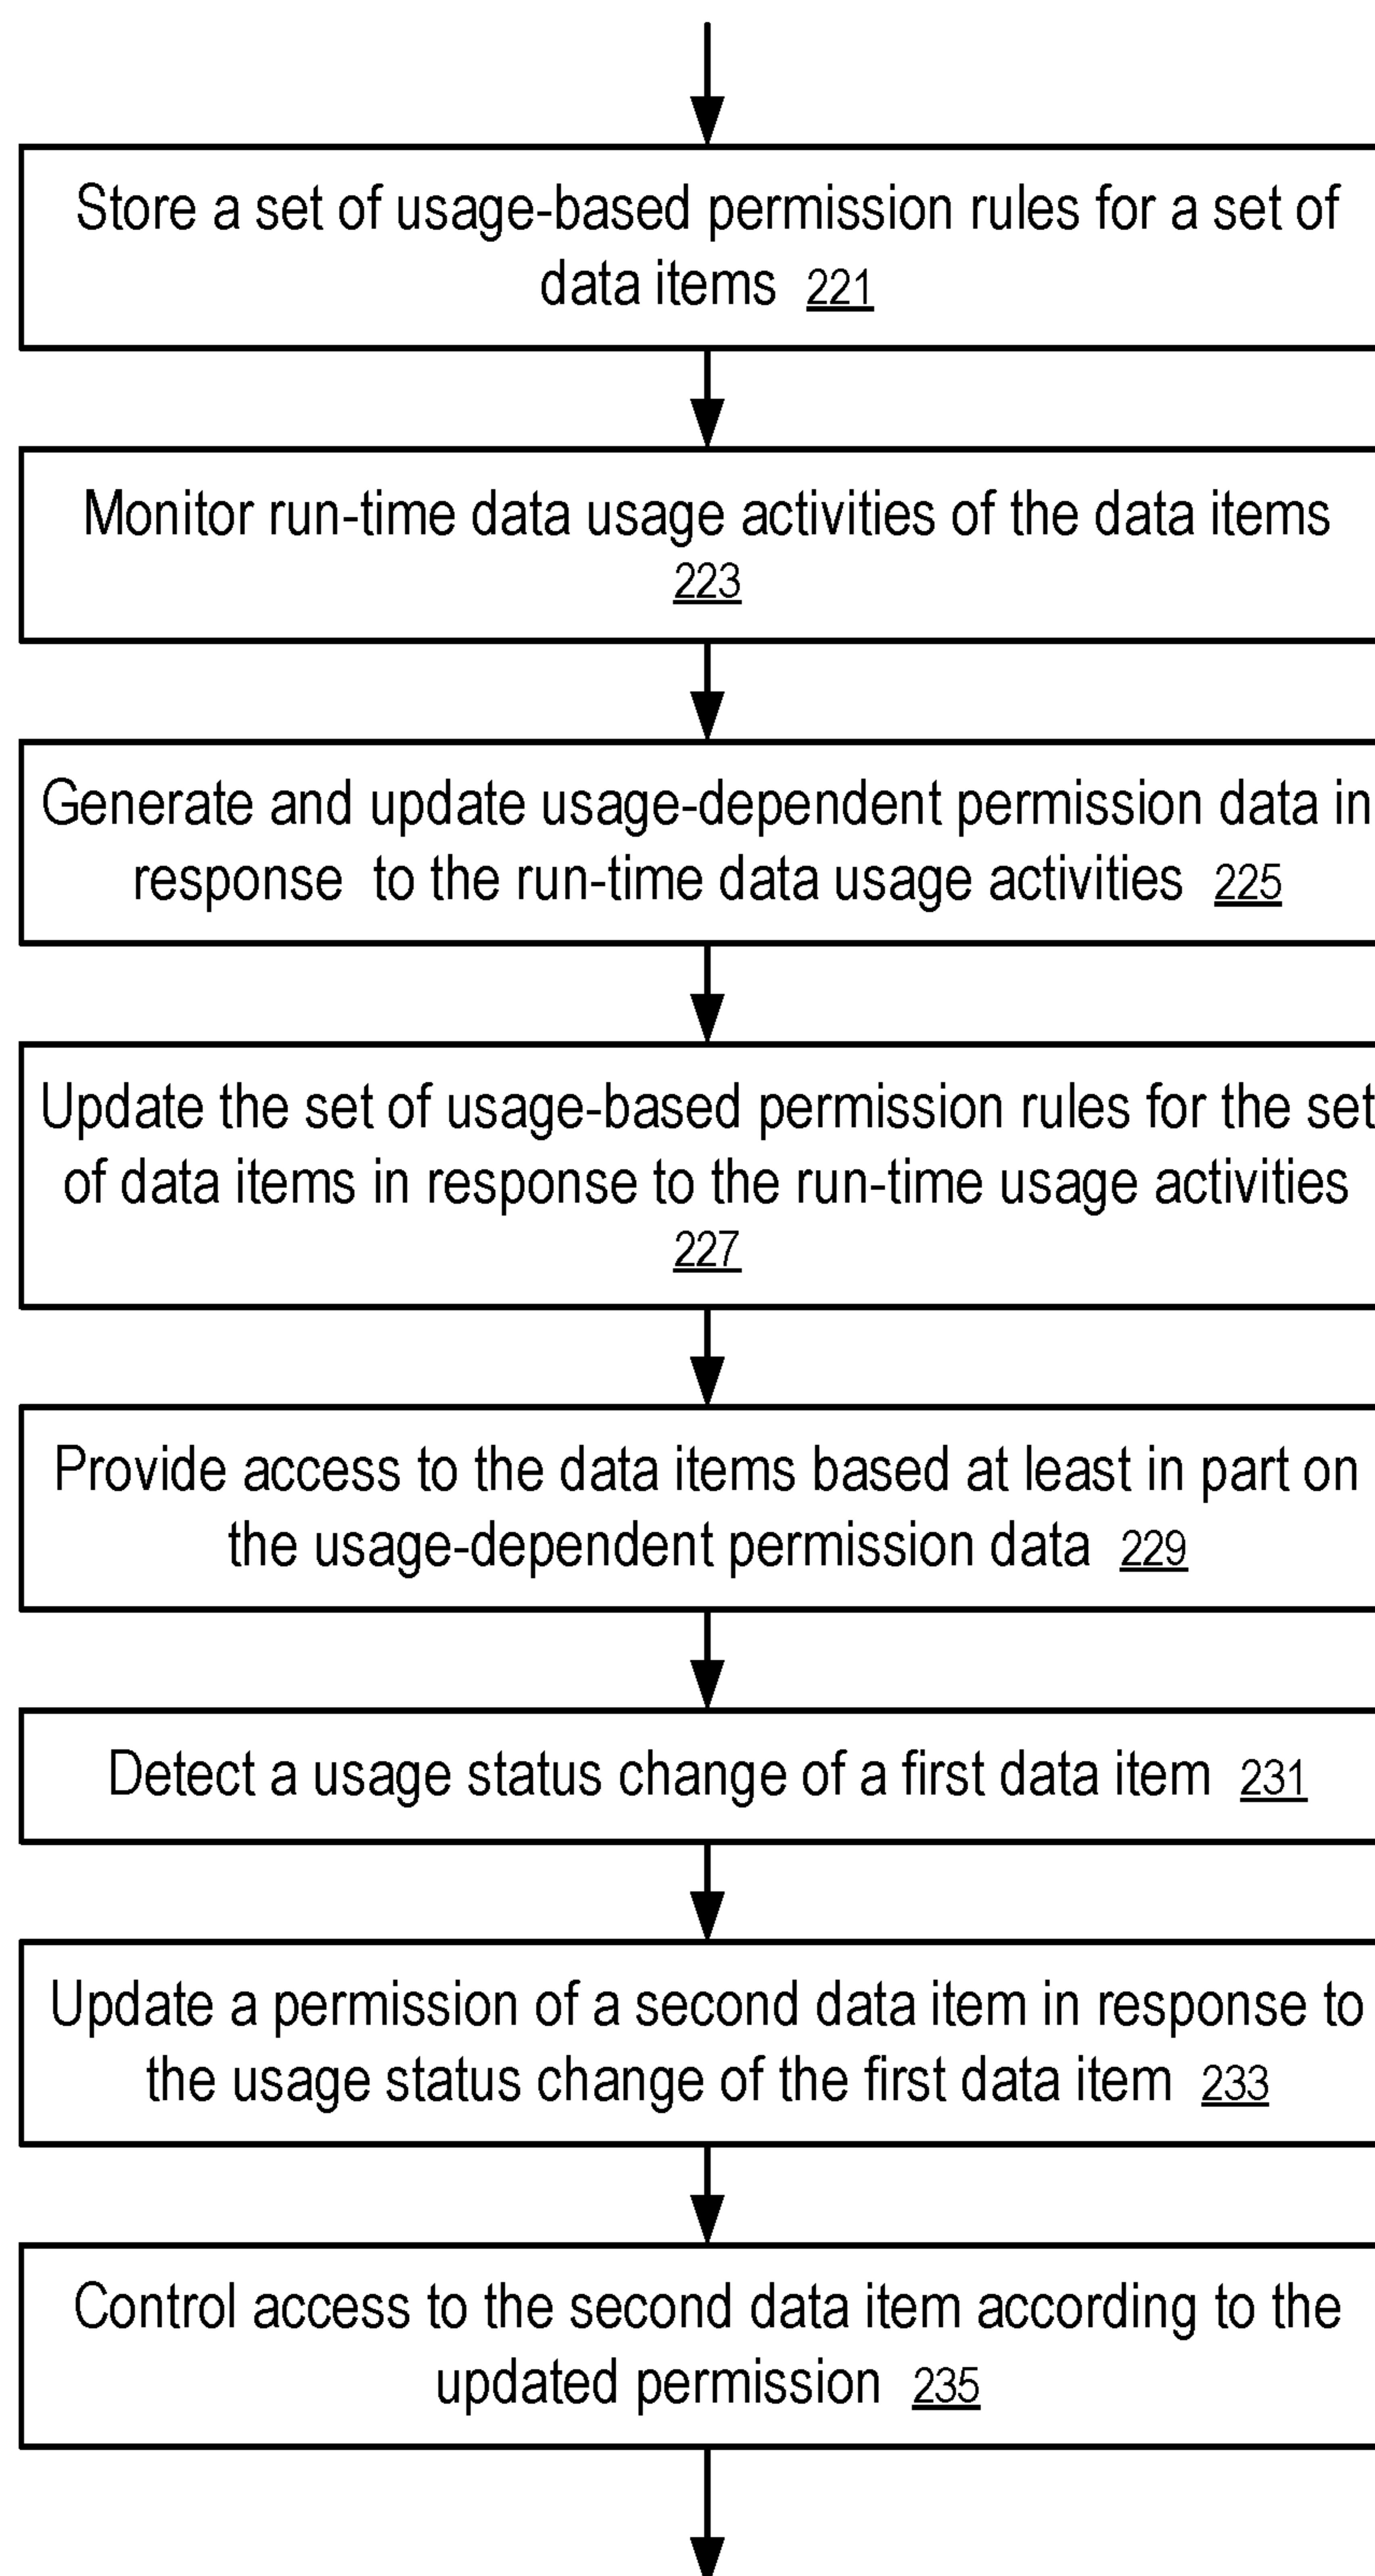 Store a set of usage-based permission rules for a set of
data items 221
Monitor run-time data usage activities of the data items
223
Generate and update usage-dependent permission data in
response to the run-time data usage activities 225
Update the set of usage-based permission rules for the set
of data items in response to the run-time usage activities
227
Provide access to the data items based at least in part on
the usage-dependent permission data 229
Detect a usage status change of a first data item 231
Update a permission of a second data item in response to
the usage status change of the first data item 233
Control access to the second data item according to the
updated permission 235